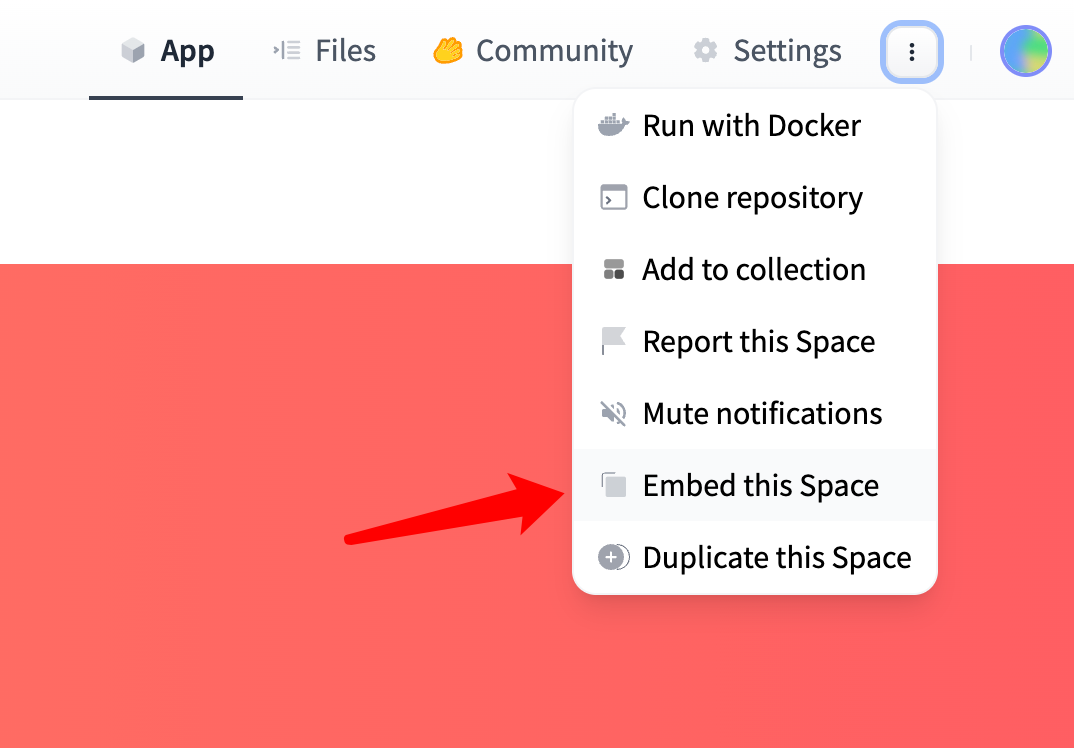 App Files Community Settings
Run with Docker
Clone repository
Add to collection
Report this Space
Mute notifications
Embed this Space
Duplicate this Space